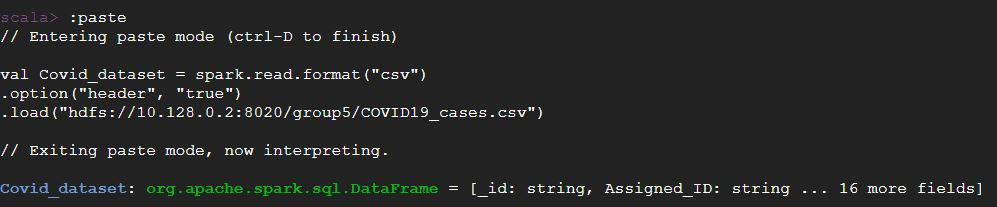 scala> :paste
// Entering paste mode (ctrl-D to finish)
val Covid_dataset = spark.read.format("csv")
.option("header", "true")
.load("hdfs://10.128.0.2:8020/group5/COVID19_cases.csv")
// Exiting paste mode, now interpreting.
Covid_dataset: org.apache.spark.sql.DataFrame = [_id: string, Assigned_ID: string ... 16 more fields]